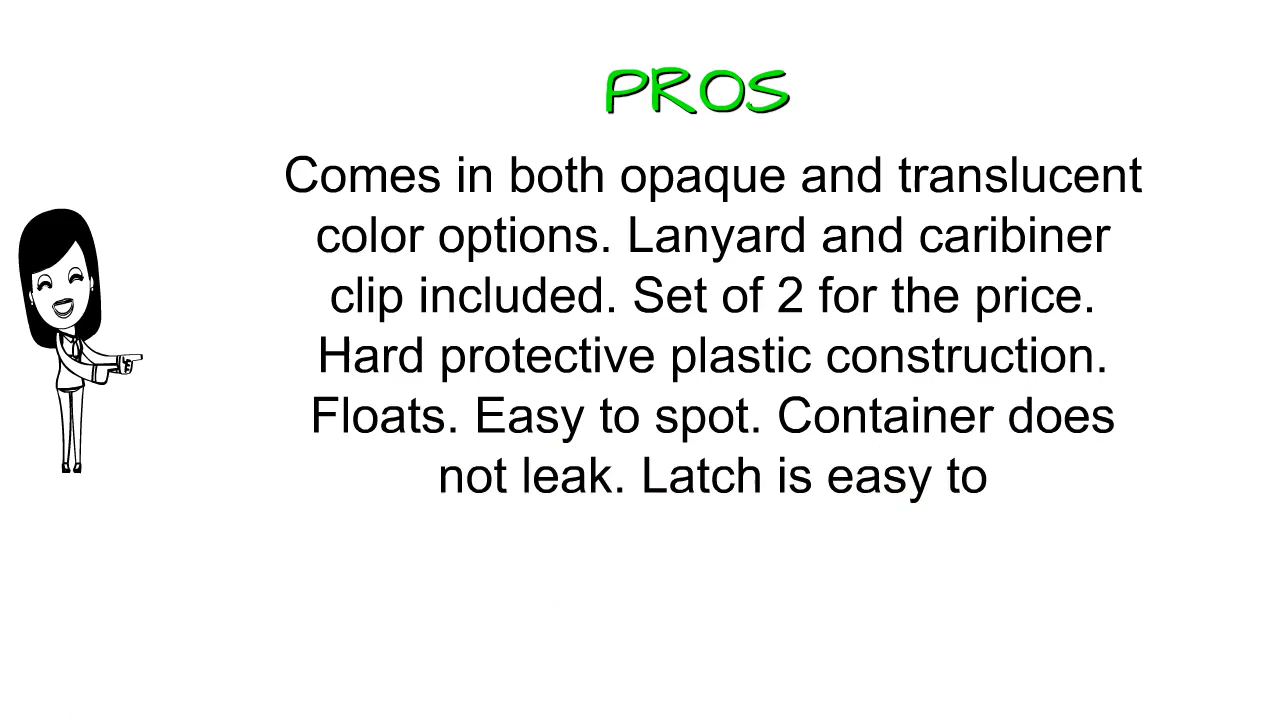 PROS
Comes in both opaque and translucent
color options. Lanyard and caribiner
clip included. Set of 2 for the price.
Hard protective plastic construction.
Floats. Easy to spot. Container does
not leak. Latch is easy to